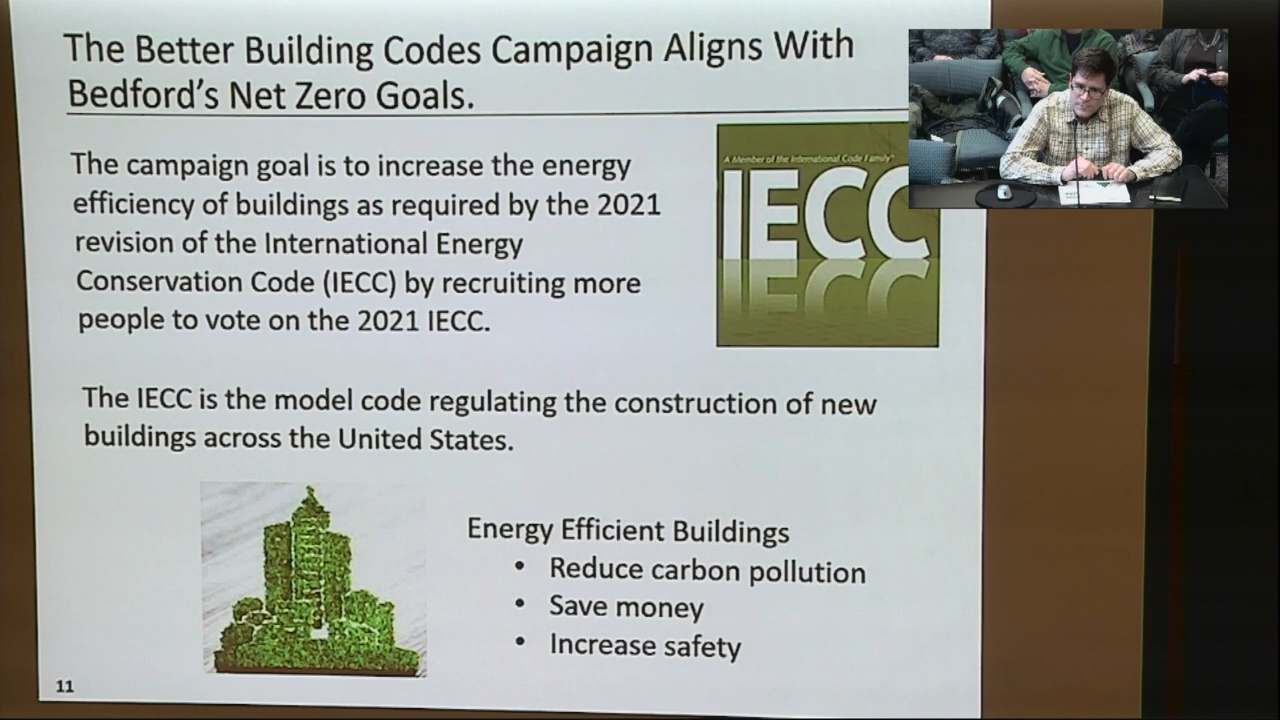 The Better Building Codes Campaign Aligns With
Bedford's Net Zero Goals.
The campaign goal is to increase the energy
efficiency of buildings as required by the 2021
revision of the International Energy
Conservation Code (IECC) by recruiting more
people to vote on the 2021 IECC.
A Member of the International Code Family
IECC
The IECC is the model code regulating the construction of new
buildings across the United States.
Energy Efficient Buildings
• Reduce carbon pollution
• Save money
• Increase safety
11